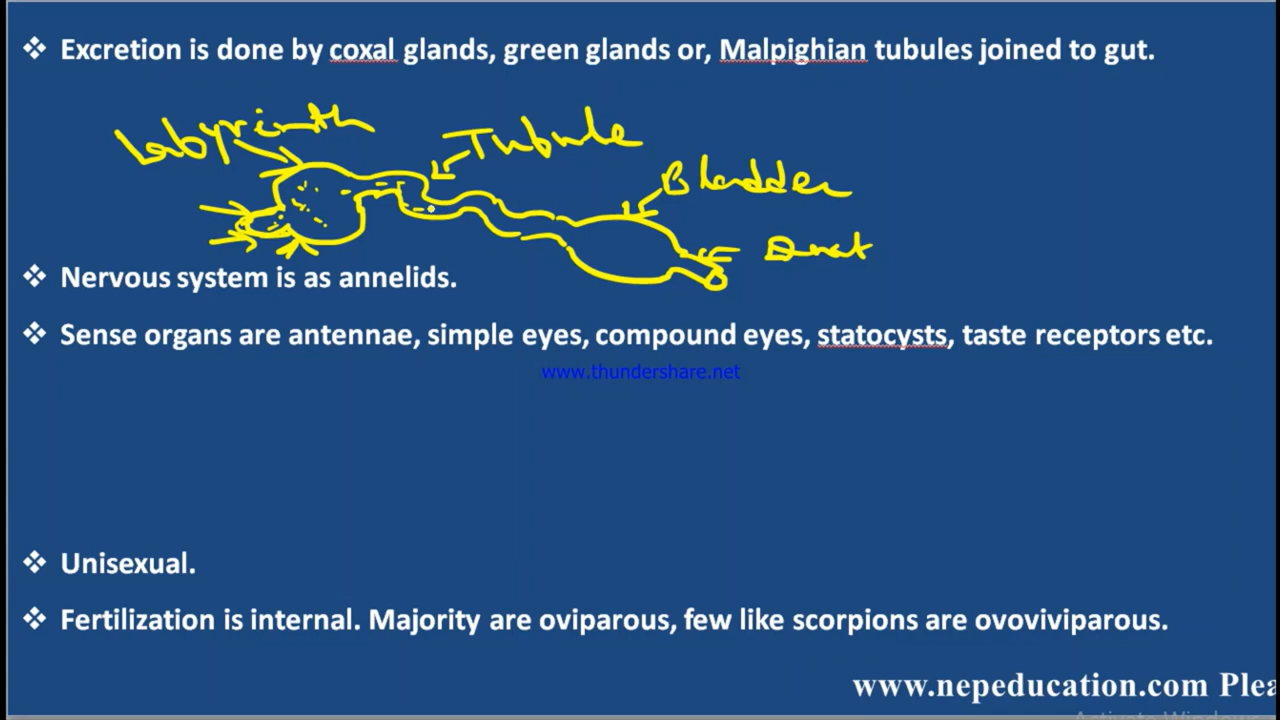 ❖ Excretion is done by coxal glands, green glands or, Malpighian tubules joined to gut.
Labyrinth
Tubule
Bladder
Duct
❖ Nervous system is as annelids.
❖ Sense organs are antennae, simple eyes, compound eyes, statocysts, taste receptors etc.
www.thundershare.net
❖ Unisexual.
❖ Fertilization is internal. Majority are oviparous, few like scorpions are ovoviviparous.
www.nepeducation.com Plea